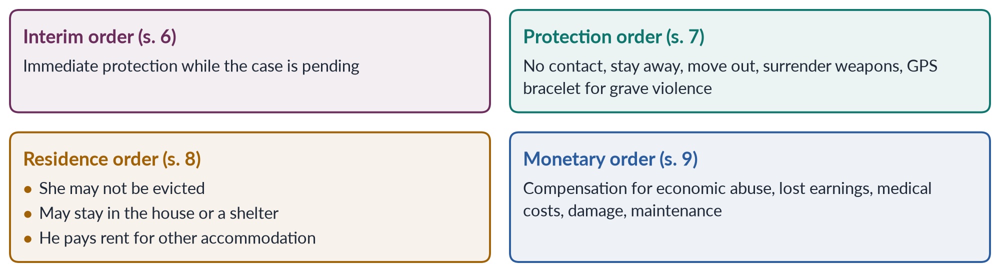 Interim order (s. 6)
Immediate protection while the case is pending
Protection order (s. 7)
No contact, stay away, move out, surrender weapons, GPS
bracelet for grave violence
Residence order (s. 8)
• She may not be evicted
• May stay in the house or a shelter
• He pays rent for other accommodation
Monetary order (s. 9)
Compensation for economic abuse, lost earnings, medical
costs, damage, maintenance